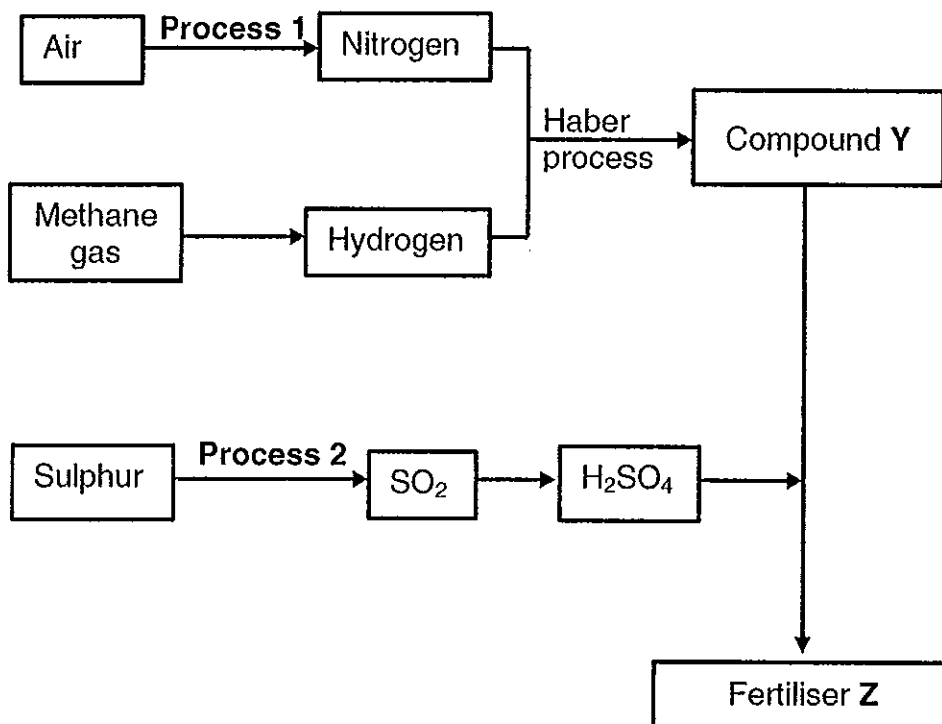 Air
Process 1
Nitrogen
Haber
process
Compound Y
Methane
gas
Hydrogen
Sulphur
Process 2
SO₂
H₂SO₄
Fertiliser Z